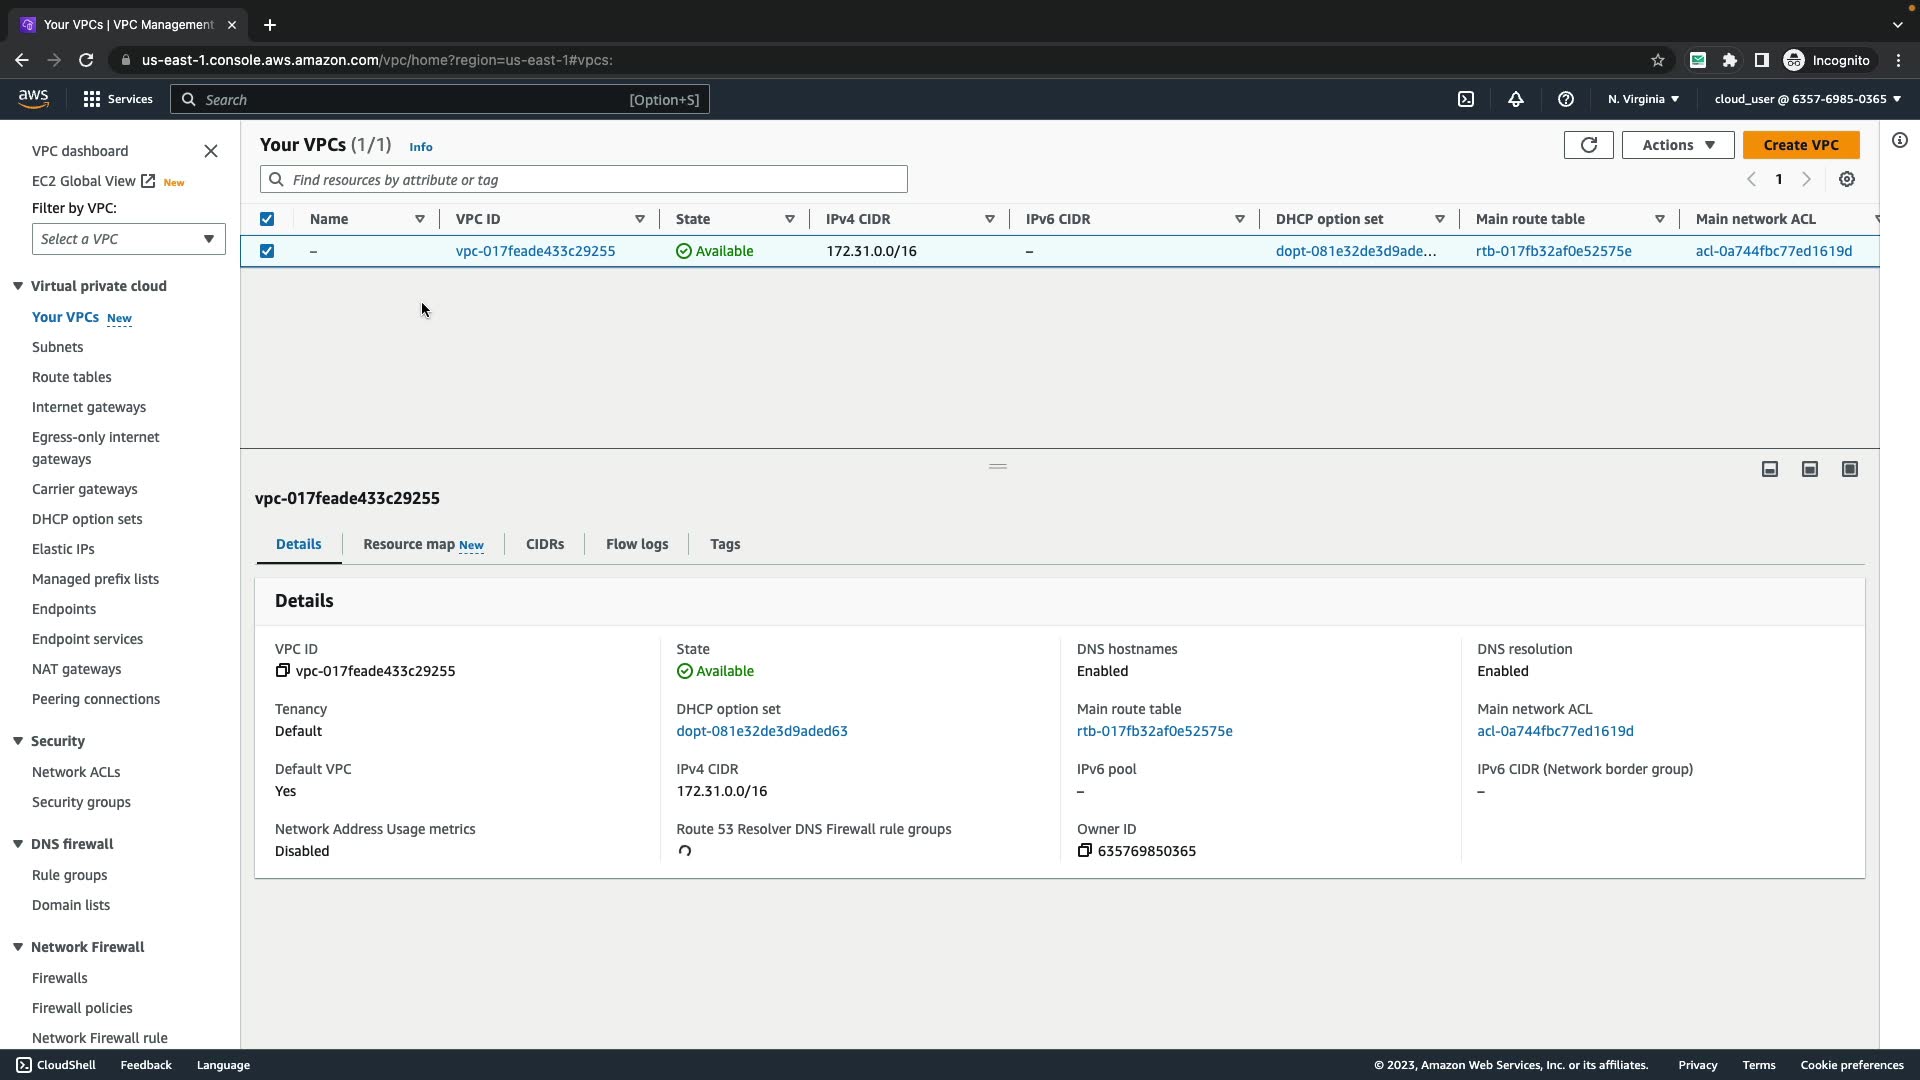 Your VPCs | VPC Management
us-east-1.console.aws.amazon.com/vpc/home?region=us-east-1#vpcs:
Incognito
aws
Services
Search
[Option+S]
N. Virginia
cloud_user @ 6357-6985-0365
VPC dashboard
EC2 Global View New
Filter by VPC:
Select a VPC
Virtual private cloud
Your VPCs New
Subnets
Route tables
Internet gateways
Egress-only internet
gateways
Carrier gateways
DHCP option sets
Elastic IPs
Managed prefix lists
Endpoints
Endpoint services
NAT gateways
Peering connections
Security
Network ACLs
Security groups
DNS firewall
Rule groups
Domain lists
Network Firewall
Firewalls
Firewall policies
Network Firewall rule
Your VPCs (1/1) Info
Actions
Create VPC
Find resources by attribute or tag
1
Name VPC ID State IPv4 CIDR IPv6 CIDR DHCP option set Main route table Main network ACL
– vpc-017feade433c29255 Available 172.31.0.0/16 – dopt-081e32de3d9ade... rtb-017fb32af0e52575e acl-0a744fbc77ed1619d
vpc-017feade433c29255
Details Resource map New CIDRs Flow logs Tags
Details
VPC ID
vpc-017feade433c29255
State
Available
DNS hostnames
Enabled
DNS resolution
Enabled
Tenancy
Default
DHCP option set
dopt-081e32de3d9aded63
Main route table
rtb-017fb32af0e52575e
Main network ACL
acl-0a744fbc77ed1619d
Default VPC
Yes
IPv4 CIDR
172.31.0.0/16
IPv6 pool
–
IPv6 CIDR (Network border group)
–
Network Address Usage metrics
Disabled
Route 53 Resolver DNS Firewall rule groups
Owner ID
635769850365
CloudShell Feedback Language
© 2023, Amazon Web Services, Inc. or its affiliates. Privacy Terms Cookie preferences